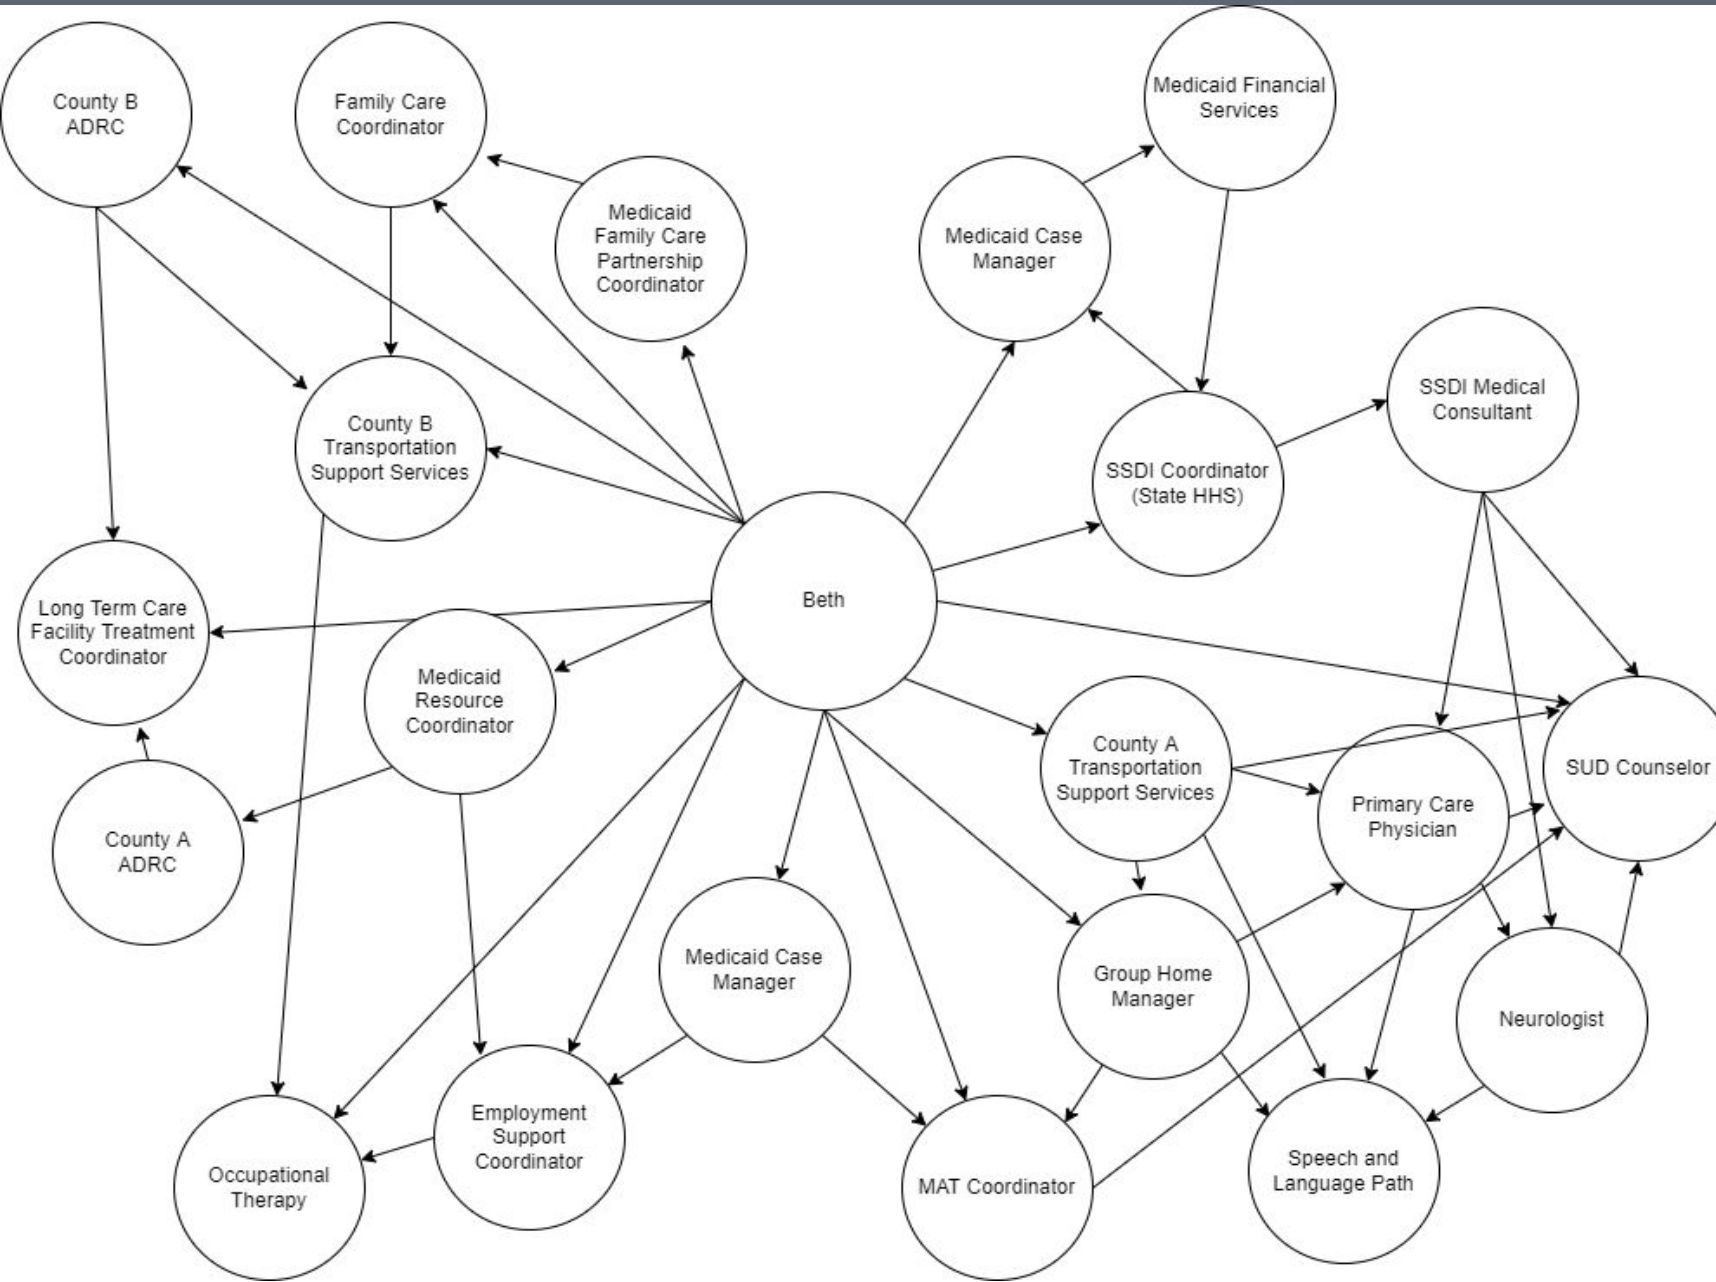 County B
ADRC
Family Care
Coordinator
Medicaid
Family Care
Partnership
Coordinator
Medicaid Financial
Services
Medicaid Case
Manager
SSDI Medical
Consultant
County B
Transportation
Support Services
SSDI Coordinator
(State HHS)
Beth
Long Term Care
Facility Treatment
Coordinator
Medicaid
Resource
Coordinator
County A
Transportation
Support Services
SUD Counselor
Primary Care
Physician
County A
ADRC
Medicaid Case
Manager
Group Home
Manager
Neurologist
Employment
Support
Coordinator
Occupational
Therapy
MAT Coordinator
Speech and
Language Path